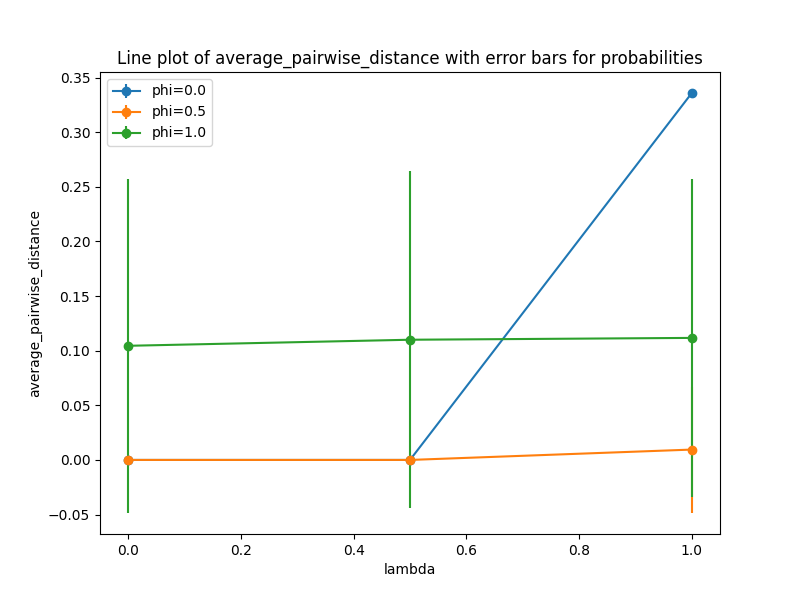 Line plot of average_pairwise_distance with error bars for probabilities
phi=0.0
phi=0.5
phi=1.0
0.35
0.30
0.25
0.20
0.15
0.10
0.05
0.00
−0.05
average_pairwise_distance
0.0 0.2 0.4 0.6 0.8 1.0
lambda